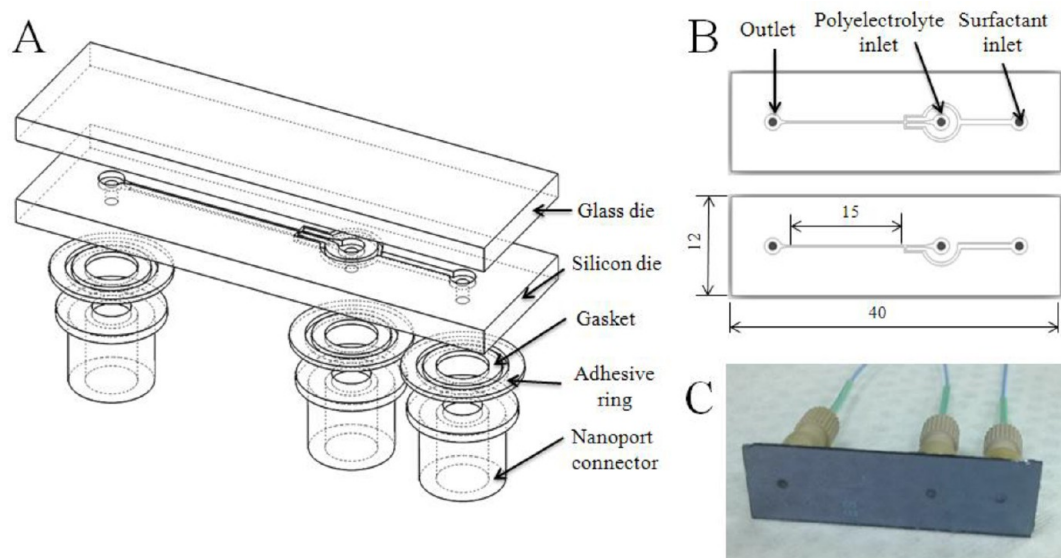 A
Glass die
Silicon die
Gasket
Adhesive
ring
Nanoport
connector
B
Outlet
Polyelectrolyte
inlet
Surfactant
inlet
15
12
40
C